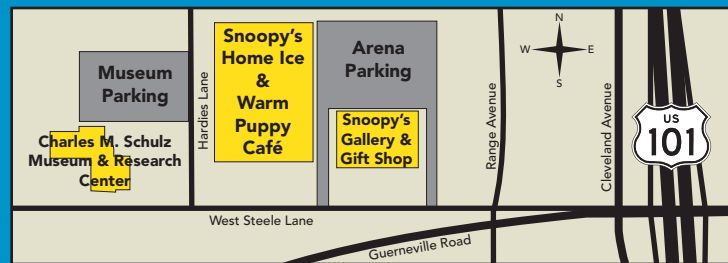 N
W E
S
Museum
Parking
Charles M. Schulz
Museum & Research
Center
Hardies Lane
Snoopy's
Home Ice
&
Warm
Puppy
Café
Arena
Parking
Snoopy's
Gallery &
Gift Shop
Range Avenue
Cleveland Avenue
US
101
West Steele Lane
Guerneville Road